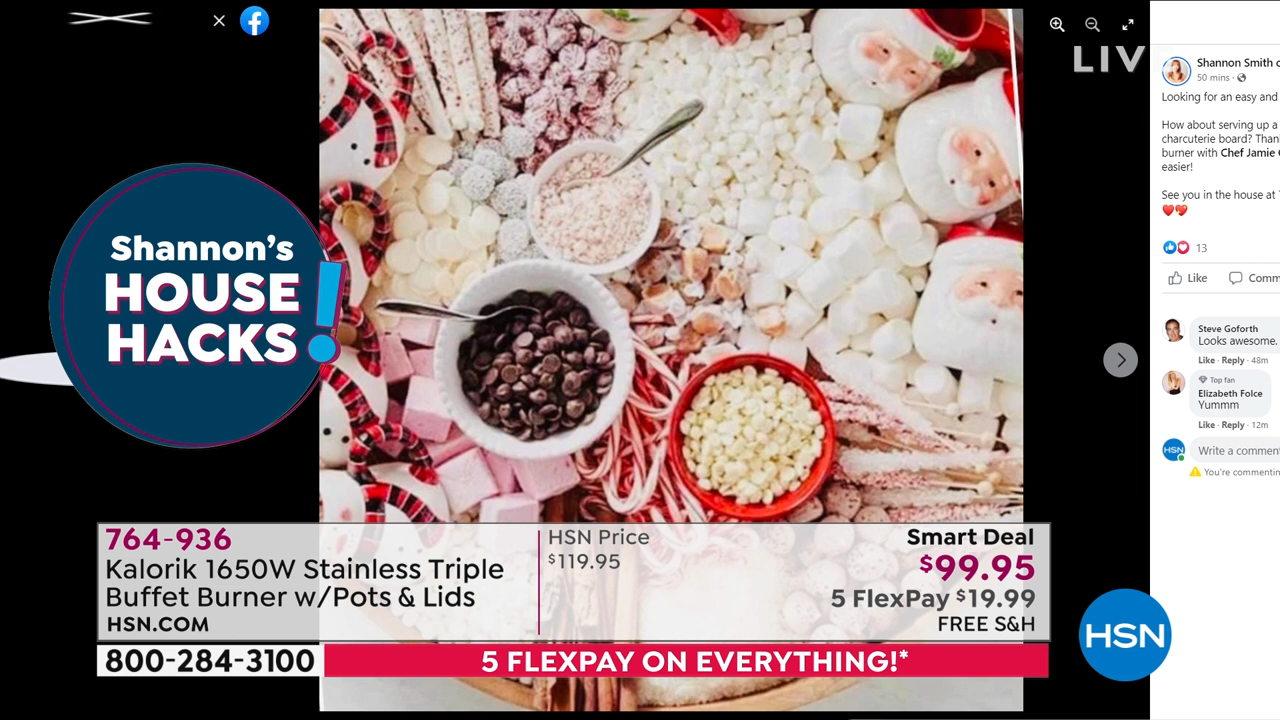 LIV
Shannon's
HOUSE
HACKS!
Shannon Smith
50 mins
Looking for an easy and
How about serving up a
charcuterie board?
burner with Chef Jamie
easier!
See you in the house at
13
Like
Steve Goforth
Looks awesome.
Like · Reply · 48m
Top fan
Elizabeth Folce
Yummm
Like · Reply · 12m
HSN
Write a comment
You're
764-936
Kalorik 1650W Stainless Triple
Buffet Burner w/Pots & Lids
HSN.COM
HSN Price
$119.95
Smart Deal
$99.95
5 FlexPay $19.99
FREE S&H
800-284-3100
5 FLEXPAY ON EVERYTHING!*
HSN